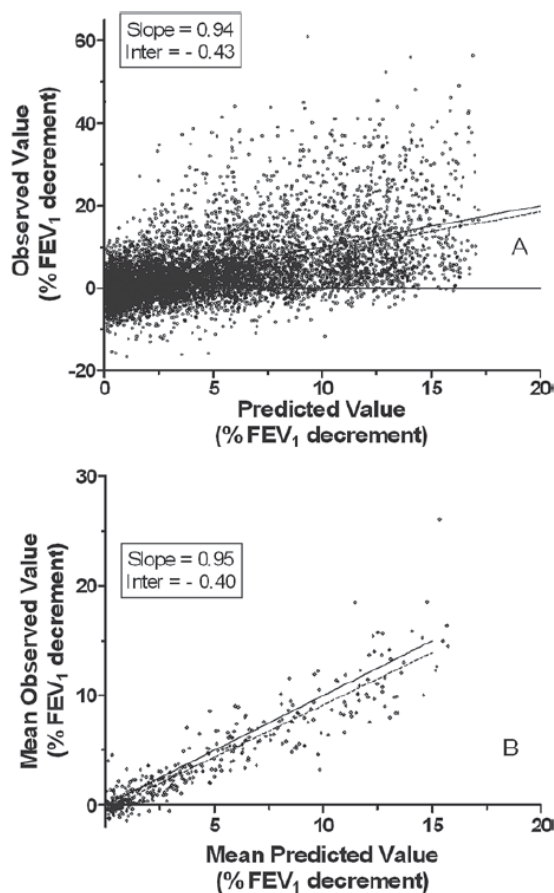 Slope = 0.94
Inter = - 0.43
Observed Value
(% FEV₁ decrement)
60
40
20
0
-20
A
0
5
10
15
20
Predicted Value
(% FEV₁ decrement)
30
Slope = 0.95
Inter = - 0.40
Mean Observed Value
(% FEV₁ decrement)
20
10
0
B
5
10
15
20
Mean Predicted Value
(% FEV₁ decrement)